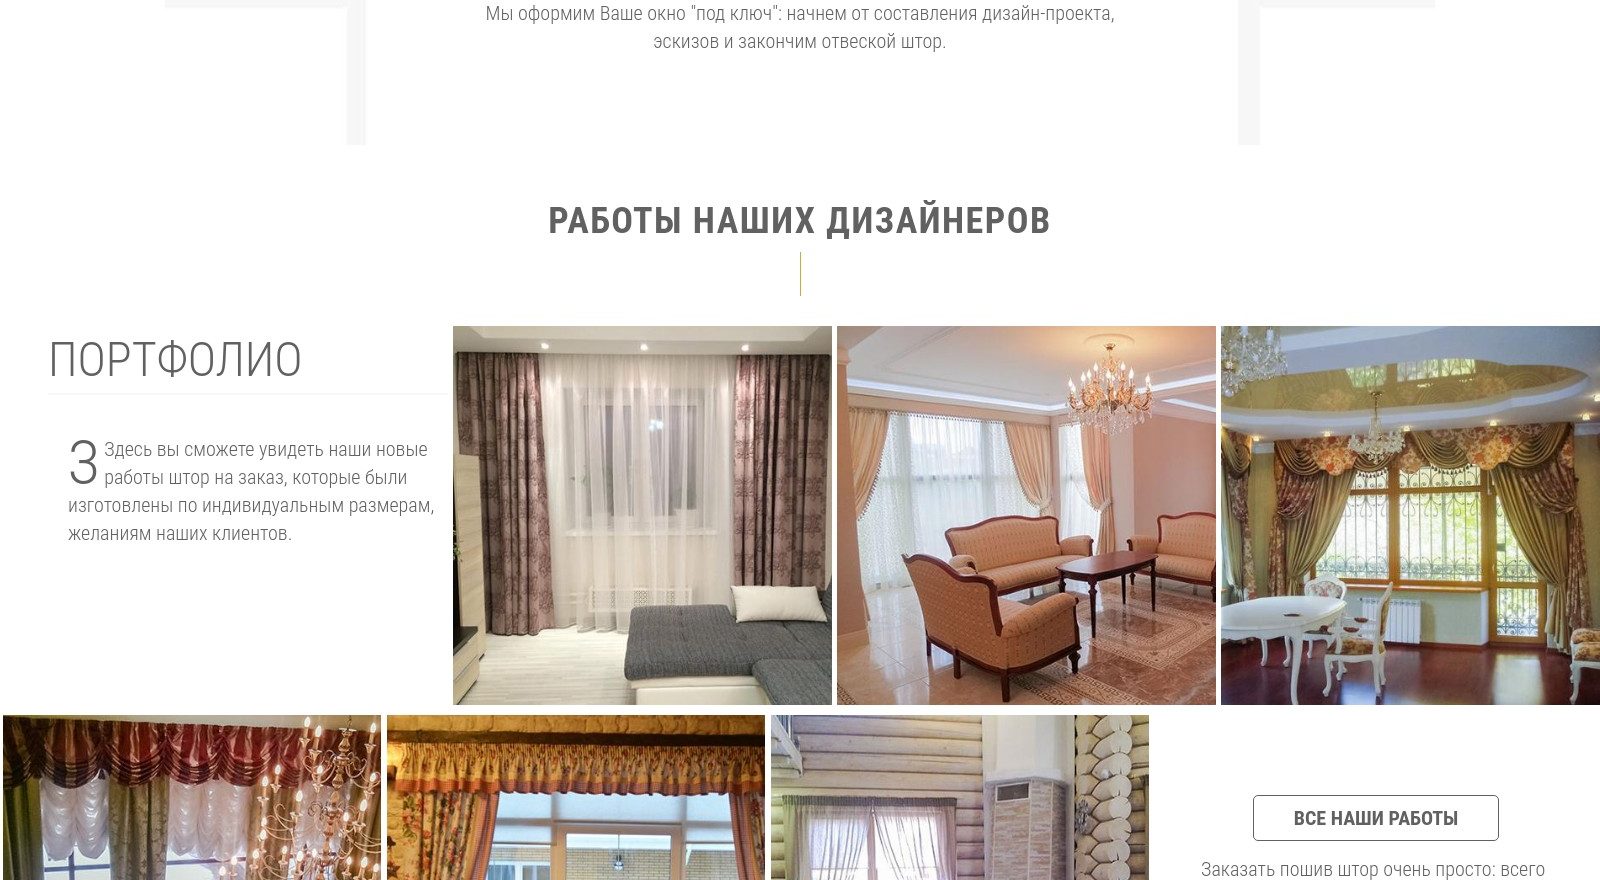 Мы оформим Ваше окно "под ключ": начнем от составления дизайн-проекта,
эскизов и закончим отвеской штор.
РАБОТЫ НАШИХ ДИЗАЙНЕРОВ
ПОРТФОЛИО
З Здесь вы сможете увидеть наши новые
работы штор на заказ, которые были
изготовлены по индивидуальным размерам,
желаниям наших клиентов.
ВСЕ НАШИ РАБОТЫ
Заказать пошив штор очень просто: всего